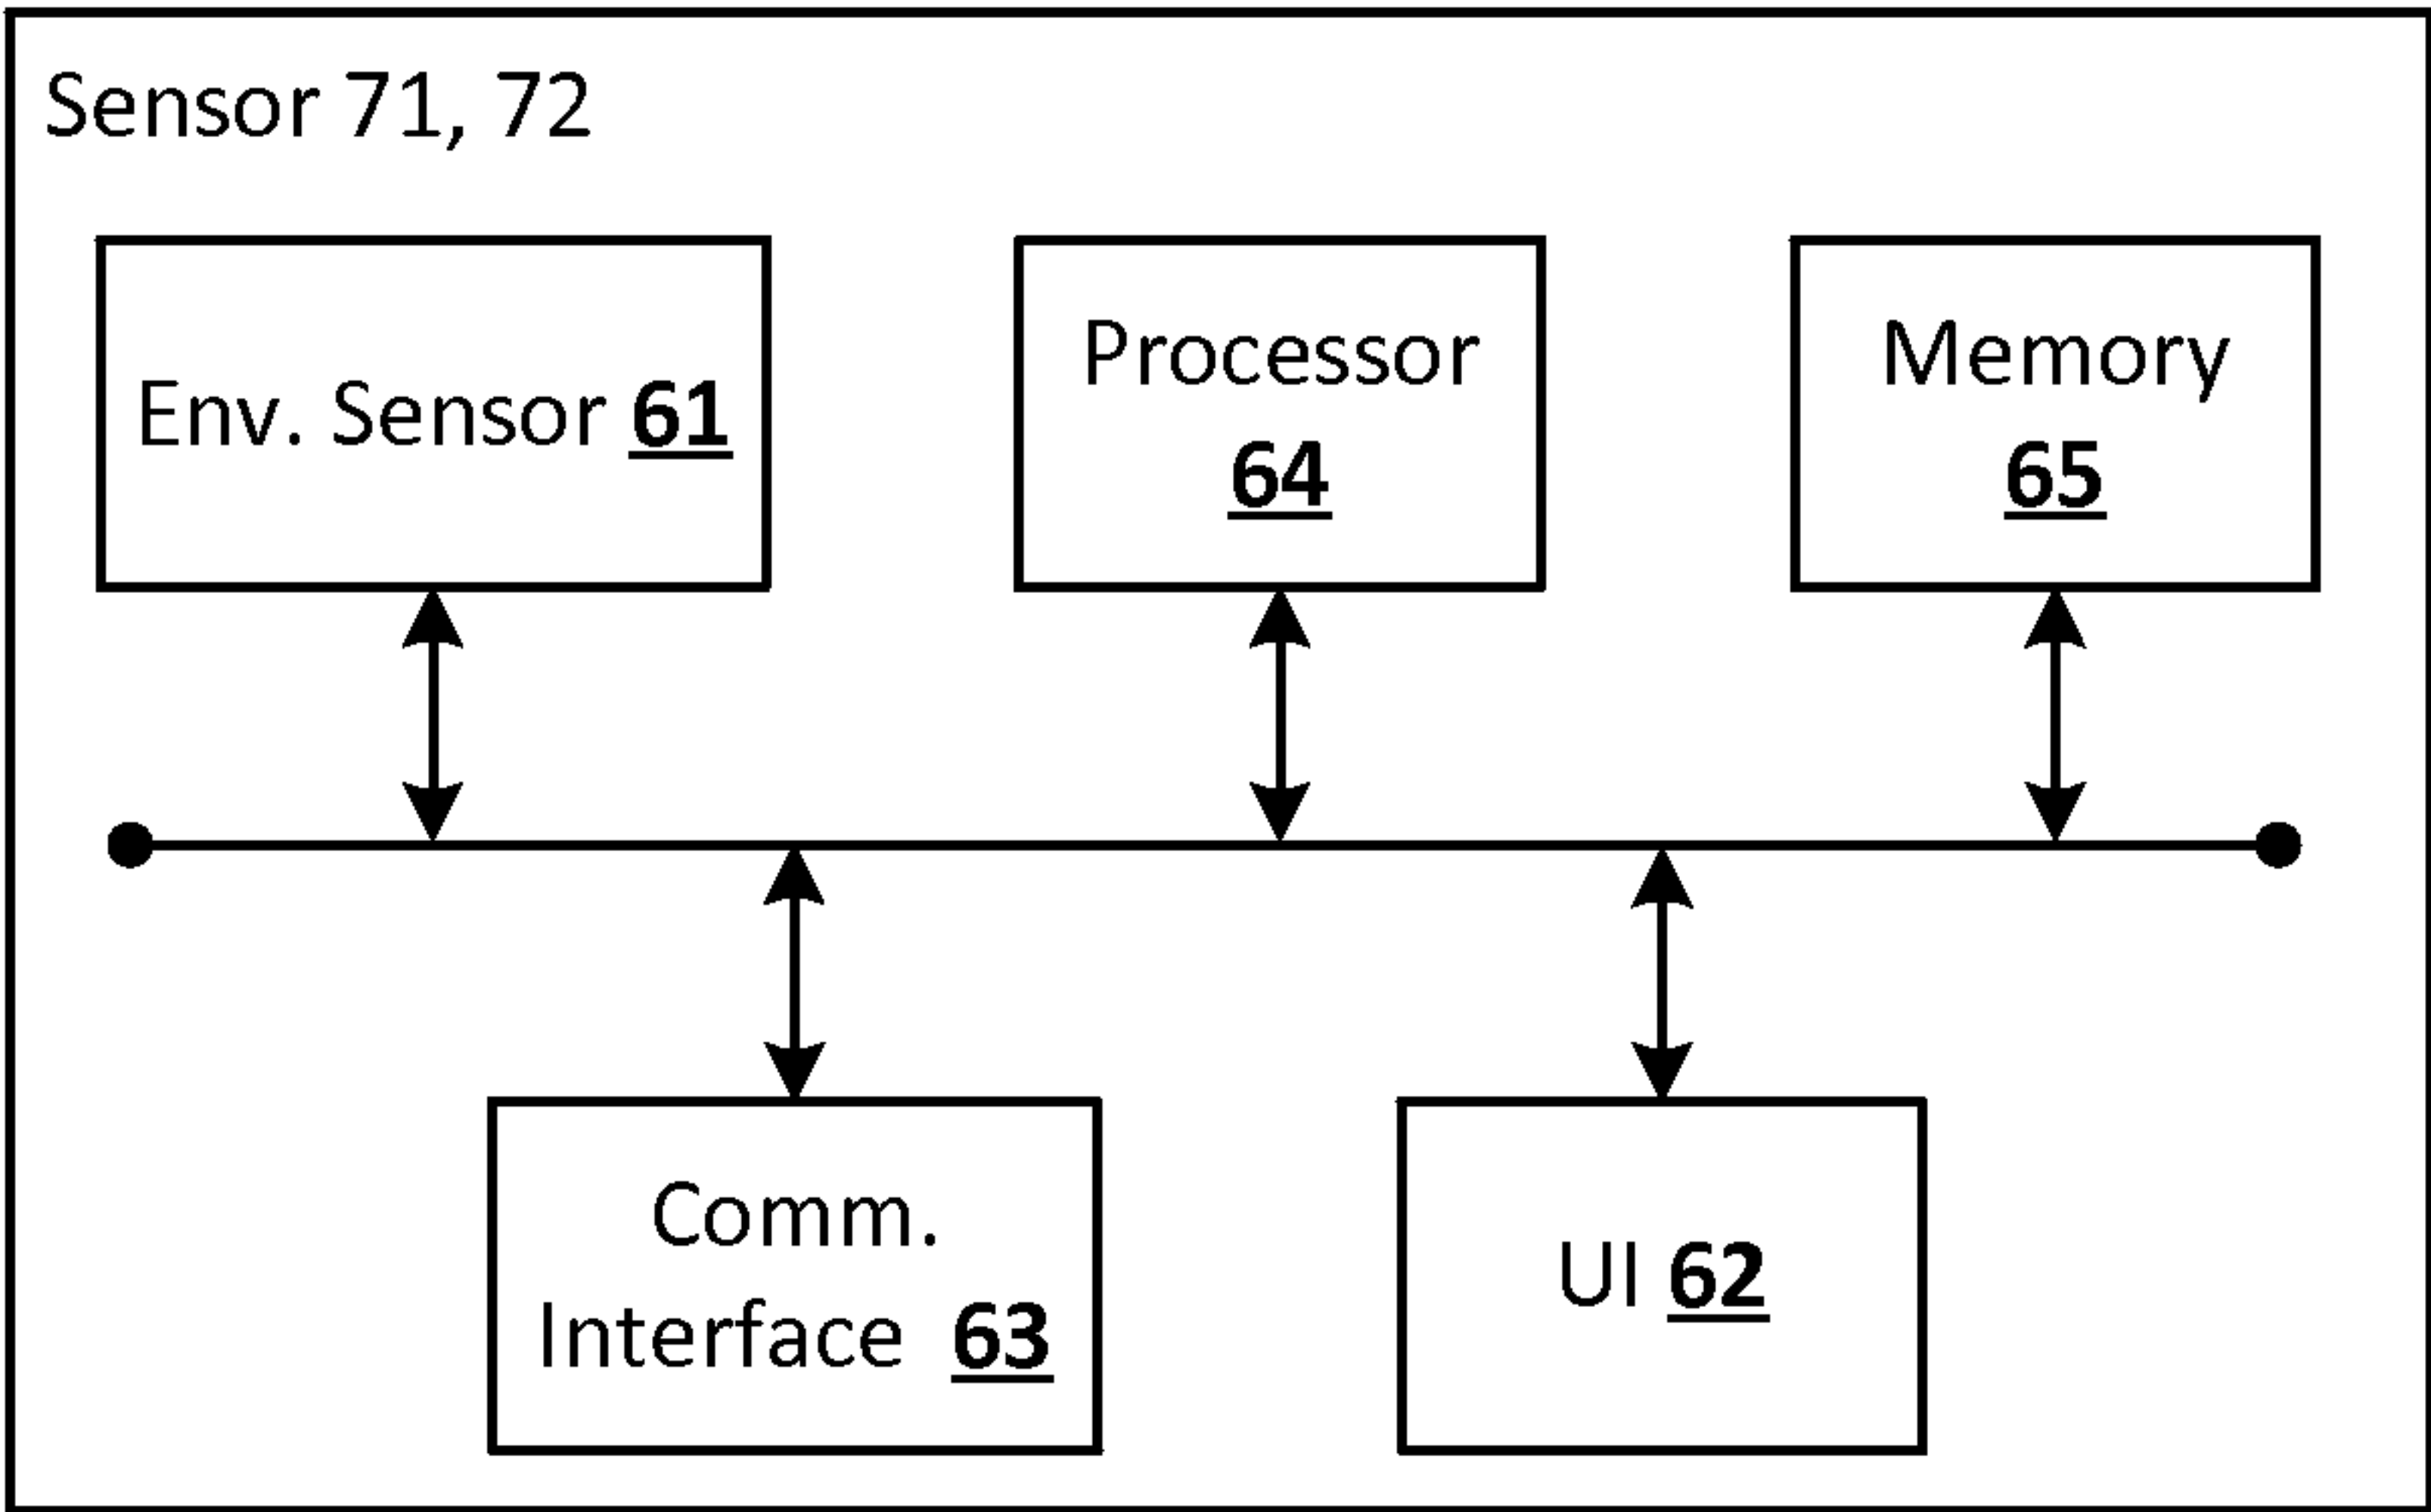 Sensor 71, 72
Env. Sensor 61
Processor
64
Memory
65
Comm.
Interface 63
UI 62